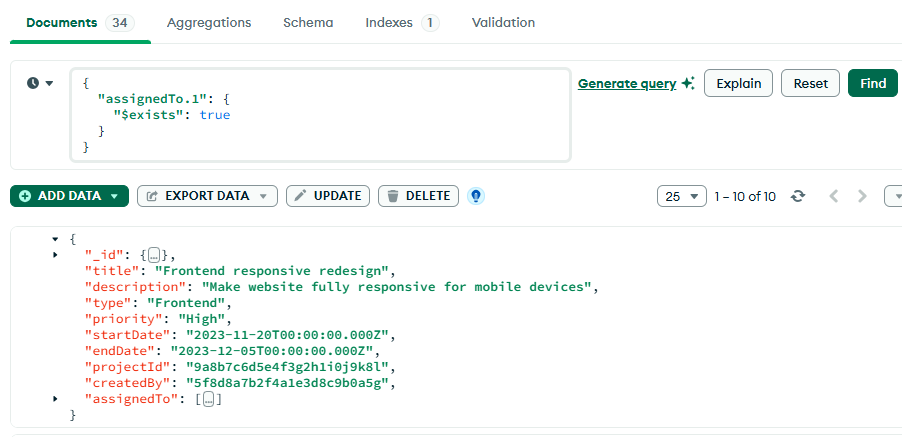 Documents 34 Aggregations Schema Indexes 1 Validation
{
"assignedTo.1": {
"$exists": true
}
}
Generate query Explain Reset Find
ADD DATA EXPORT DATA UPDATE DELETE 25 1 – 10 of 10
{
"_id": {…},
"title": "Frontend responsive redesign",
"description": "Make website fully responsive for mobile devices",
"type": "Frontend",
"priority": "High",
"startDate": "2023-11-20T00:00:00.000Z",
"endDate": "2023-12-05T00:00:00.000Z",
"projectId": "9a8b7c6d5e4f3g2h1i0j9k8l",
"createdBy": "5f8d8a7b2f4a1e3d8c9b0a5g",
"assignedTo": […]
}